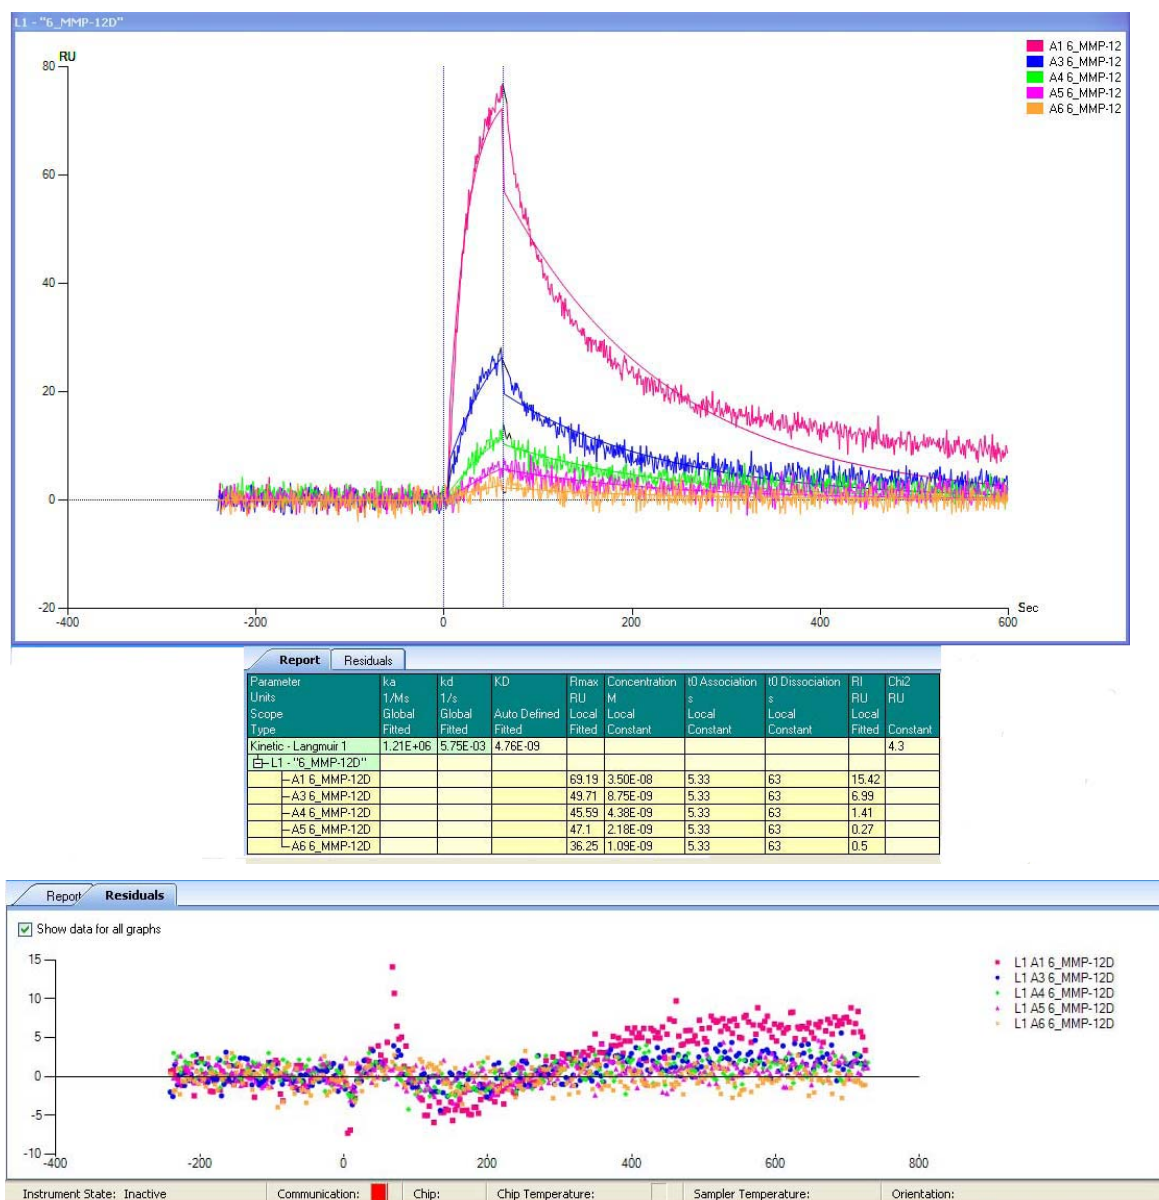 L1 - "6_MMP-12D"
RU
80
60
40
20
0
-20
-400
-200
0
200
400
600
Sec
A1 6_MMP-12
A3 6_MMP-12
A4 6_MMP-12
A5 6_MMP-12
A6 6_MMP-12
Report Residuals
Parameter ka kd KD Rmax Concentration t0 Association t0 Dissociation RI Chi2
Units 1/Ms 1/s RU M s s RU RU
Scope Global Global Auto Defined Local Local Local Local Local
Type Fitted Fitted Fitted Fitted Constant Constant Constant Fitted Constant
Kinetic - Langmuir 1 1.21E+06 5.75E-03 4.76E-09 4.3
L1 - "6_MMP-12D"
A1 6_MMP-12D 69.19 3.50E-08 5.33 63 15.42
A3 6_MMP-12D 49.71 8.75E-09 5.33 63 6.99
A4 6_MMP-12D 45.59 4.38E-09 5.33 63 1.41
A5 6_MMP-12D 47.1 2.18E-09 5.33 63 0.27
A6 6_MMP-12D 36.25 1.09E-09 5.33 63 0.5
Report Residuals
Show data for all graphs
15
10
5
0
-5
-10
-400
-200
0
200
400
600
800
L1 A1 6_MMP-12D
L1 A3 6_MMP-12D
L1 A4 6_MMP-12D
L1 A5 6_MMP-12D
L1 A6 6_MMP-12D
Instrument State: Inactive Communication: Chip: Chip Temperature: Sampler Temperature: Orientation: